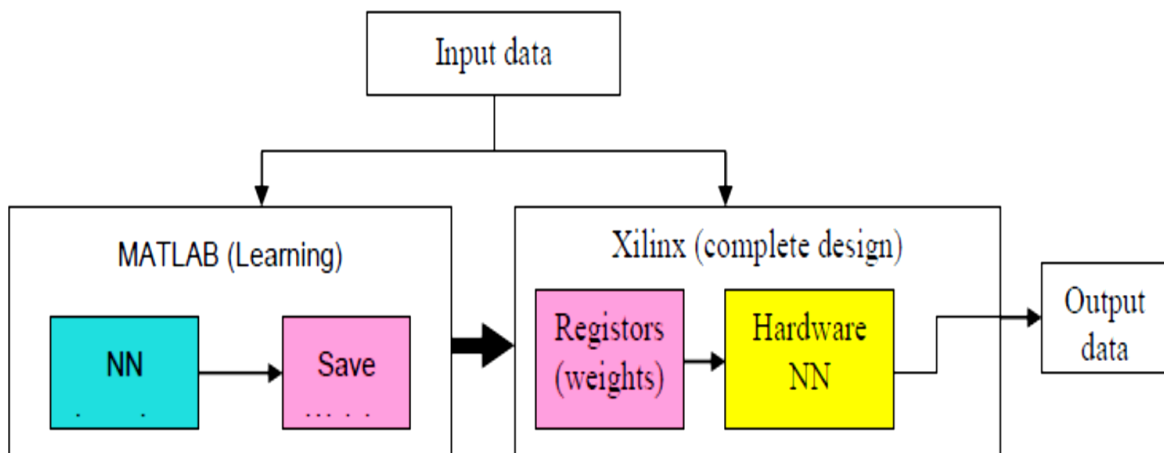 Input data
MATLAB (Learning)
NN
Save
Xilinx (complete design)
Registors
(weights)
Hardware
NN
Output
data